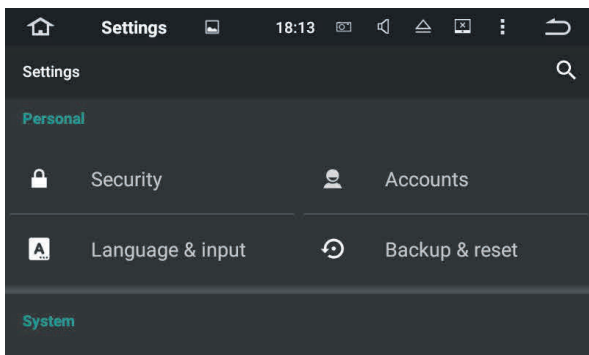 Settings 18:13
Settings
Personal
Security Accounts
Language & input Backup & reset
System